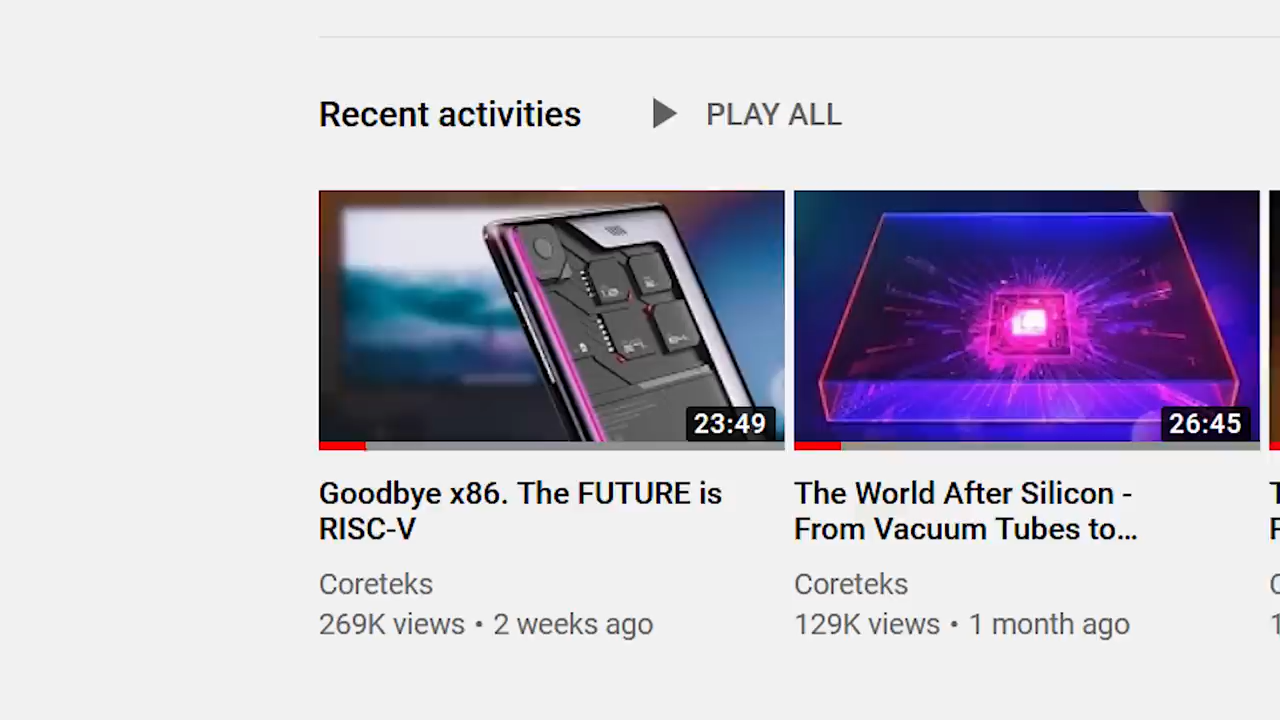 Recent activities
PLAY ALL
23:49
26:45
Goodbye x86. The FUTURE is
RISC-V
Coreteks
269K views • 2 weeks ago
The World After Silicon -
From Vacuum Tubes to...
Coreteks
129K views • 1 month ago